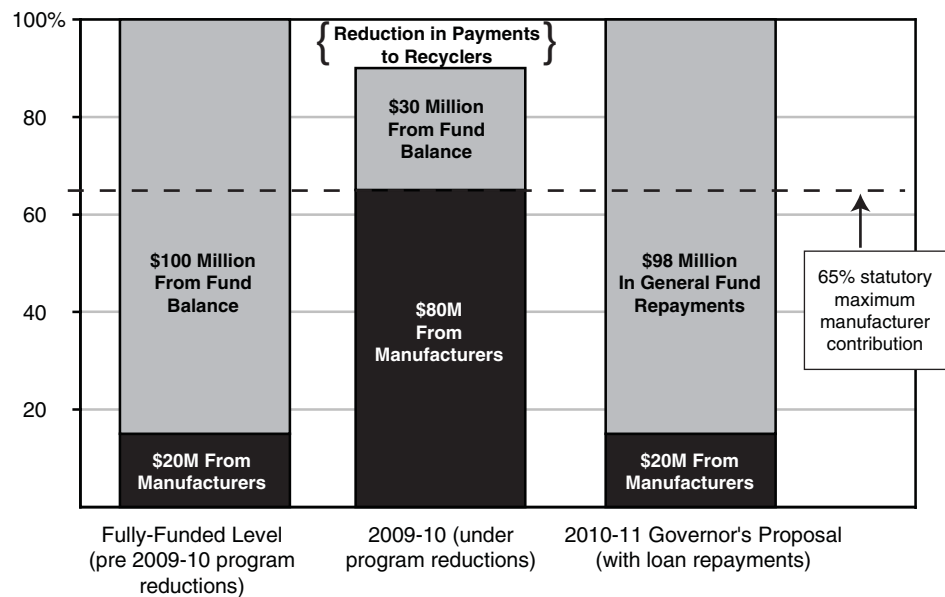 100%
80
60
40
20
{ Reduction in Payments }
to Recyclers
$100 Million
From Fund
Balance
$20M From
Manufacturers
$30 Million
From Fund
Balance
$80M
From
Manufacturers
$98 Million
In General Fund
Repayments
$20M From
Manufacturers
65% statutory
maximum
manufacturer
contribution
Fully-Funded Level
(pre 2009-10 program
reductions)
2009-10 (under
program reductions)
2010-11 Governor's Proposal
(with loan repayments)